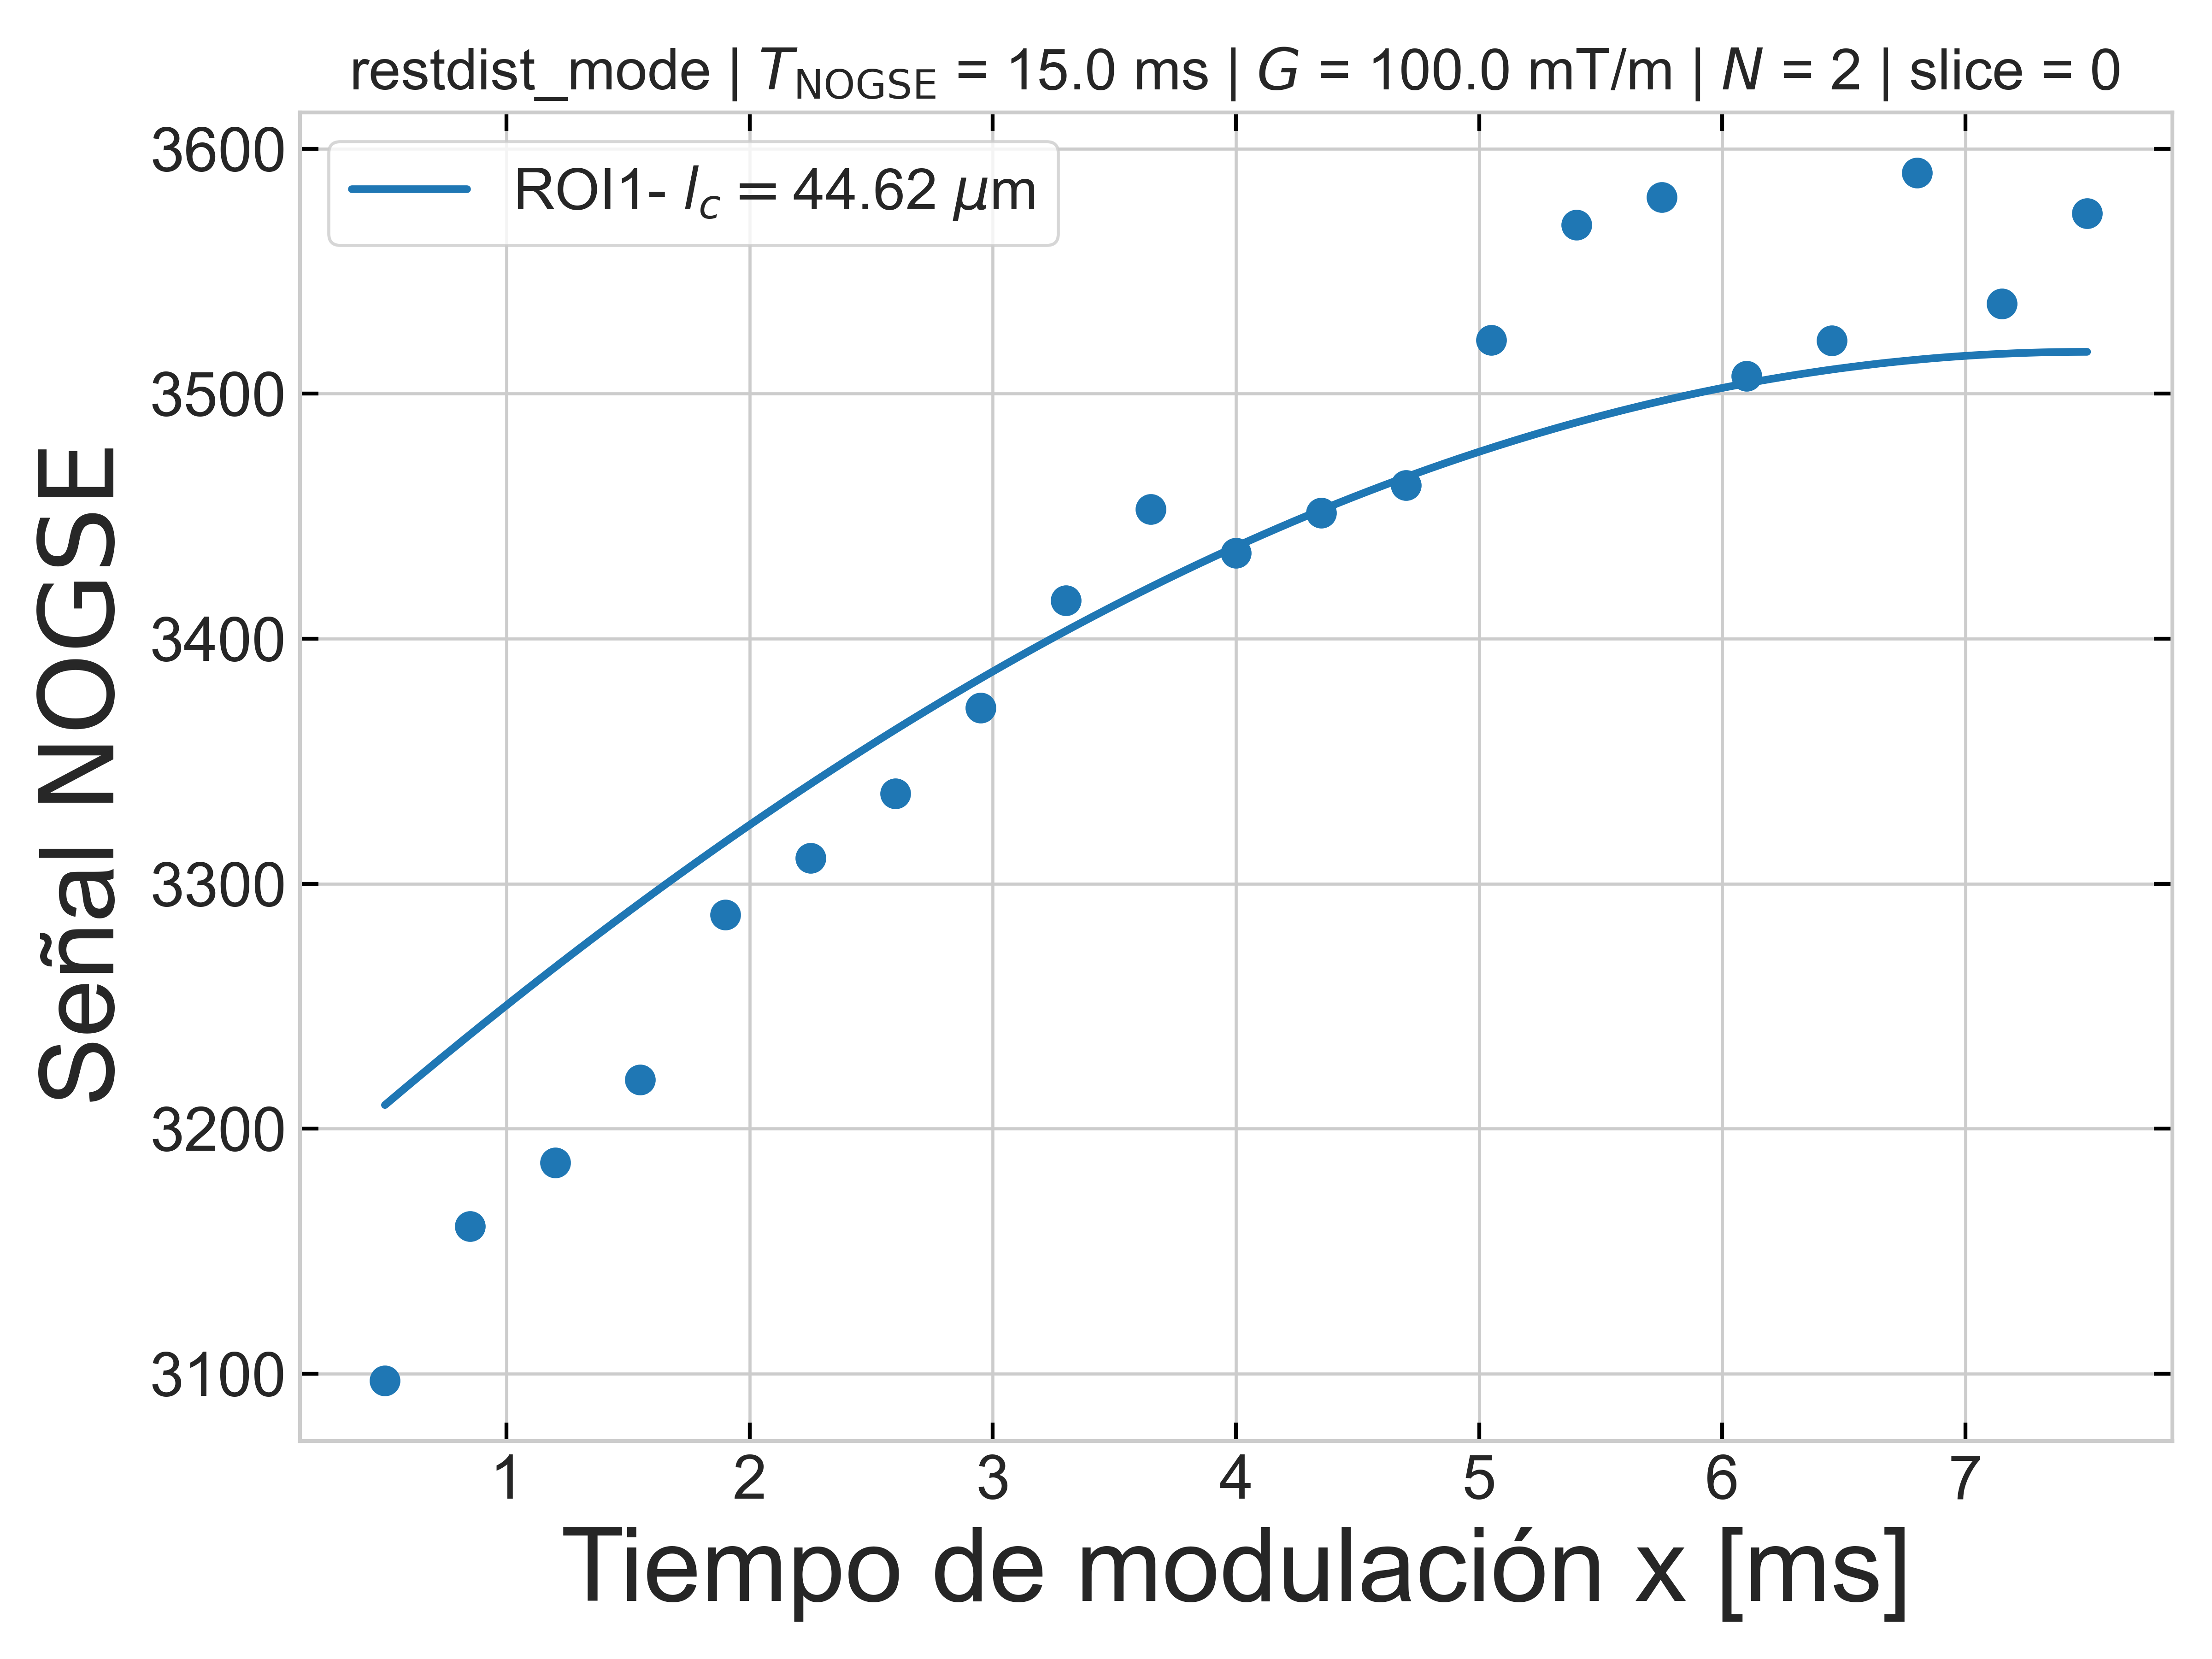 restdist_mode | T_NOGSE = 15.0 ms | G = 100.0 mT/m | N = 2 | slice = 0
ROI1- l_c = 44.62 μm
Señal NOGSE
3600
3500
3400
3300
3200
3100
1 2 3 4 5 6 7
Tiempo de modulación x [ms]